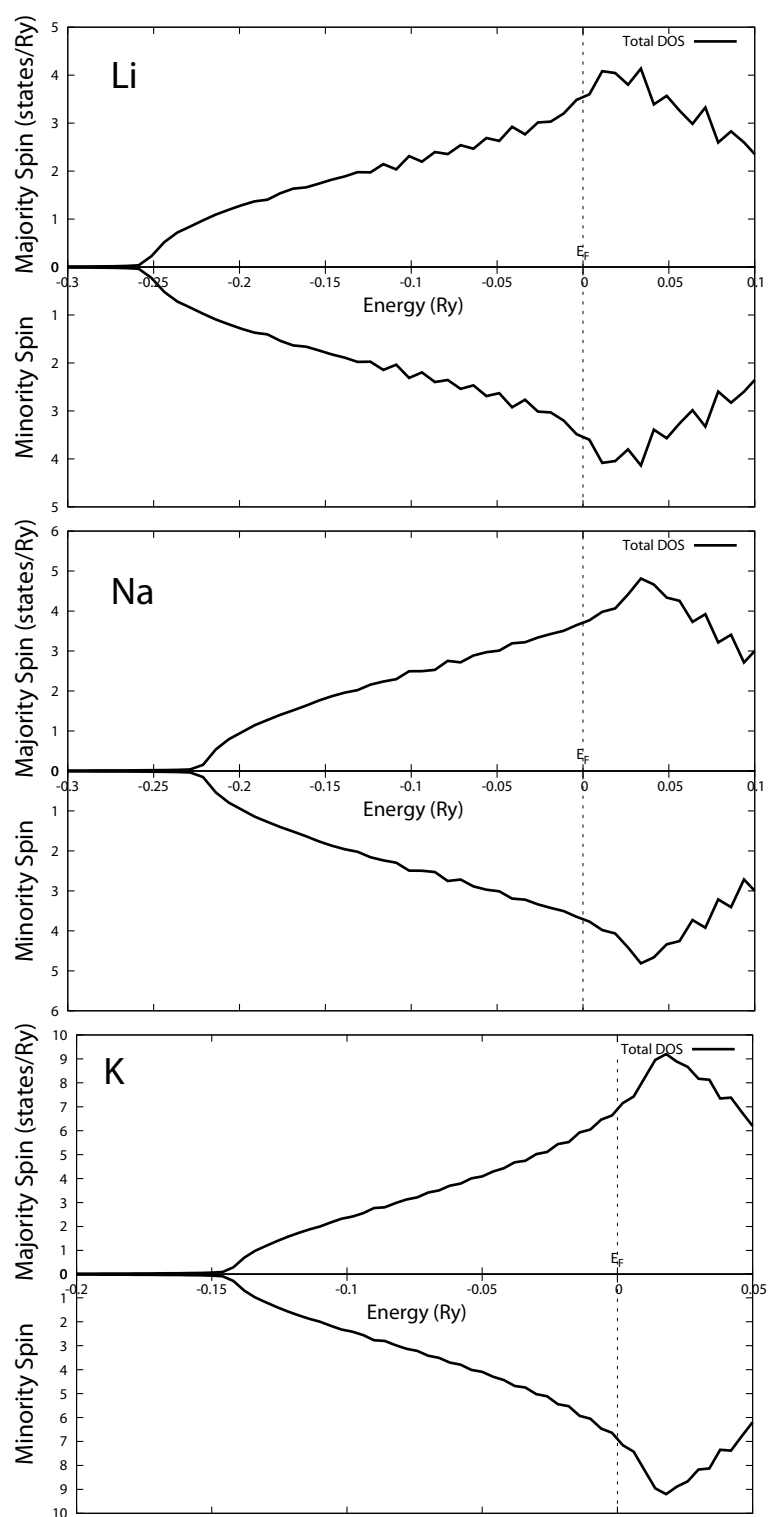 5
Total DOS
Li
4
3
2
1
0
Majority Spin (states/Ry)
E_F
-0.3 -0.25 -0.2 -0.15 -0.1 -0.05 0 0.05 0.1
Energy (Ry)
1
2
3
4
5
Minority Spin
6
Total DOS
Na
5
4
3
2
1
0
Majority Spin (states/Ry)
E_F
-0.3 -0.25 -0.2 -0.15 -0.1 -0.05 0 0.05 0.1
Energy (Ry)
1
2
3
4
5
6
Minority Spin
10
Total DOS
K
9
8
7
6
5
4
3
2
1
0
Majority Spin (states/Ry)
E_F
-0.2 -0.15 -0.1 -0.05 0 0.05
Energy (Ry)
1
2
3
4
5
6
7
8
9
10
Minority Spin